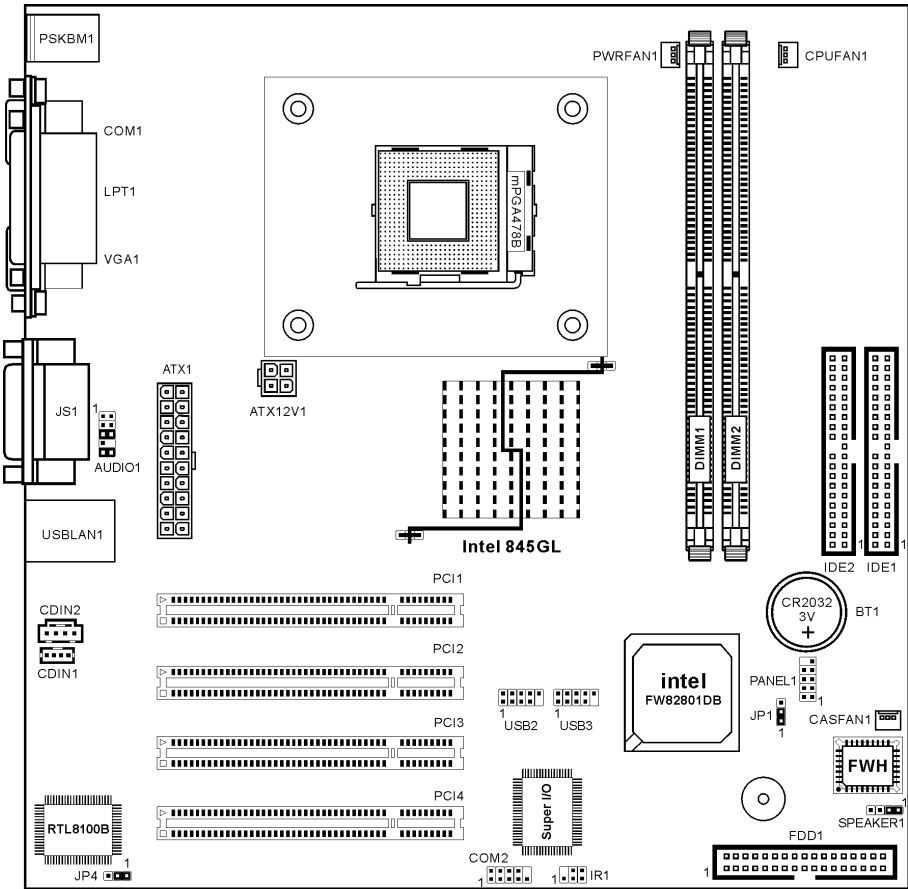 PSKBM1
PWRFAN1
CPUFAN1
COM1
LPT1
VGA1
mPGA478B
ATX1
ATX12V1
JS1
1
AUDIO1
DIMM1
DIMM2
USBLAN1
Intel 845GL
1
1
IDE2
IDE1
PCI1
CR2032
3V
+
BT1
CDIN2
CDIN1
PCI2
intel
FW82801DB
PANEL1
1
1
USB2
1
USB3
JP1
1
CASFAN1
PCI3
FWH
PCI4
Super I/O
RTL8100B
1
SPEAKER1
FDD1
1
JP4
1
COM2
1
1
IR1
1